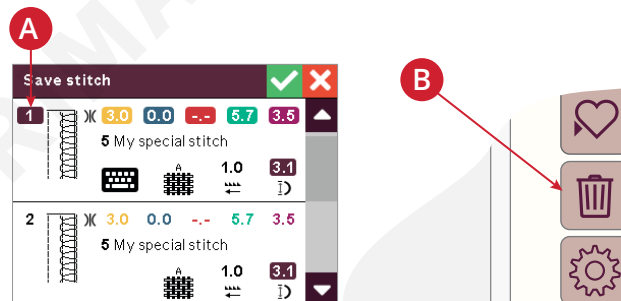 A
B
Save stitch
1 3.0 0.0 -.- 5.7 3.5
5 My special stitch
A 1.0 3.1
2 3.0 0.0 -.- 5.7 3.5
5 My special stitch
A 1.0 3.1